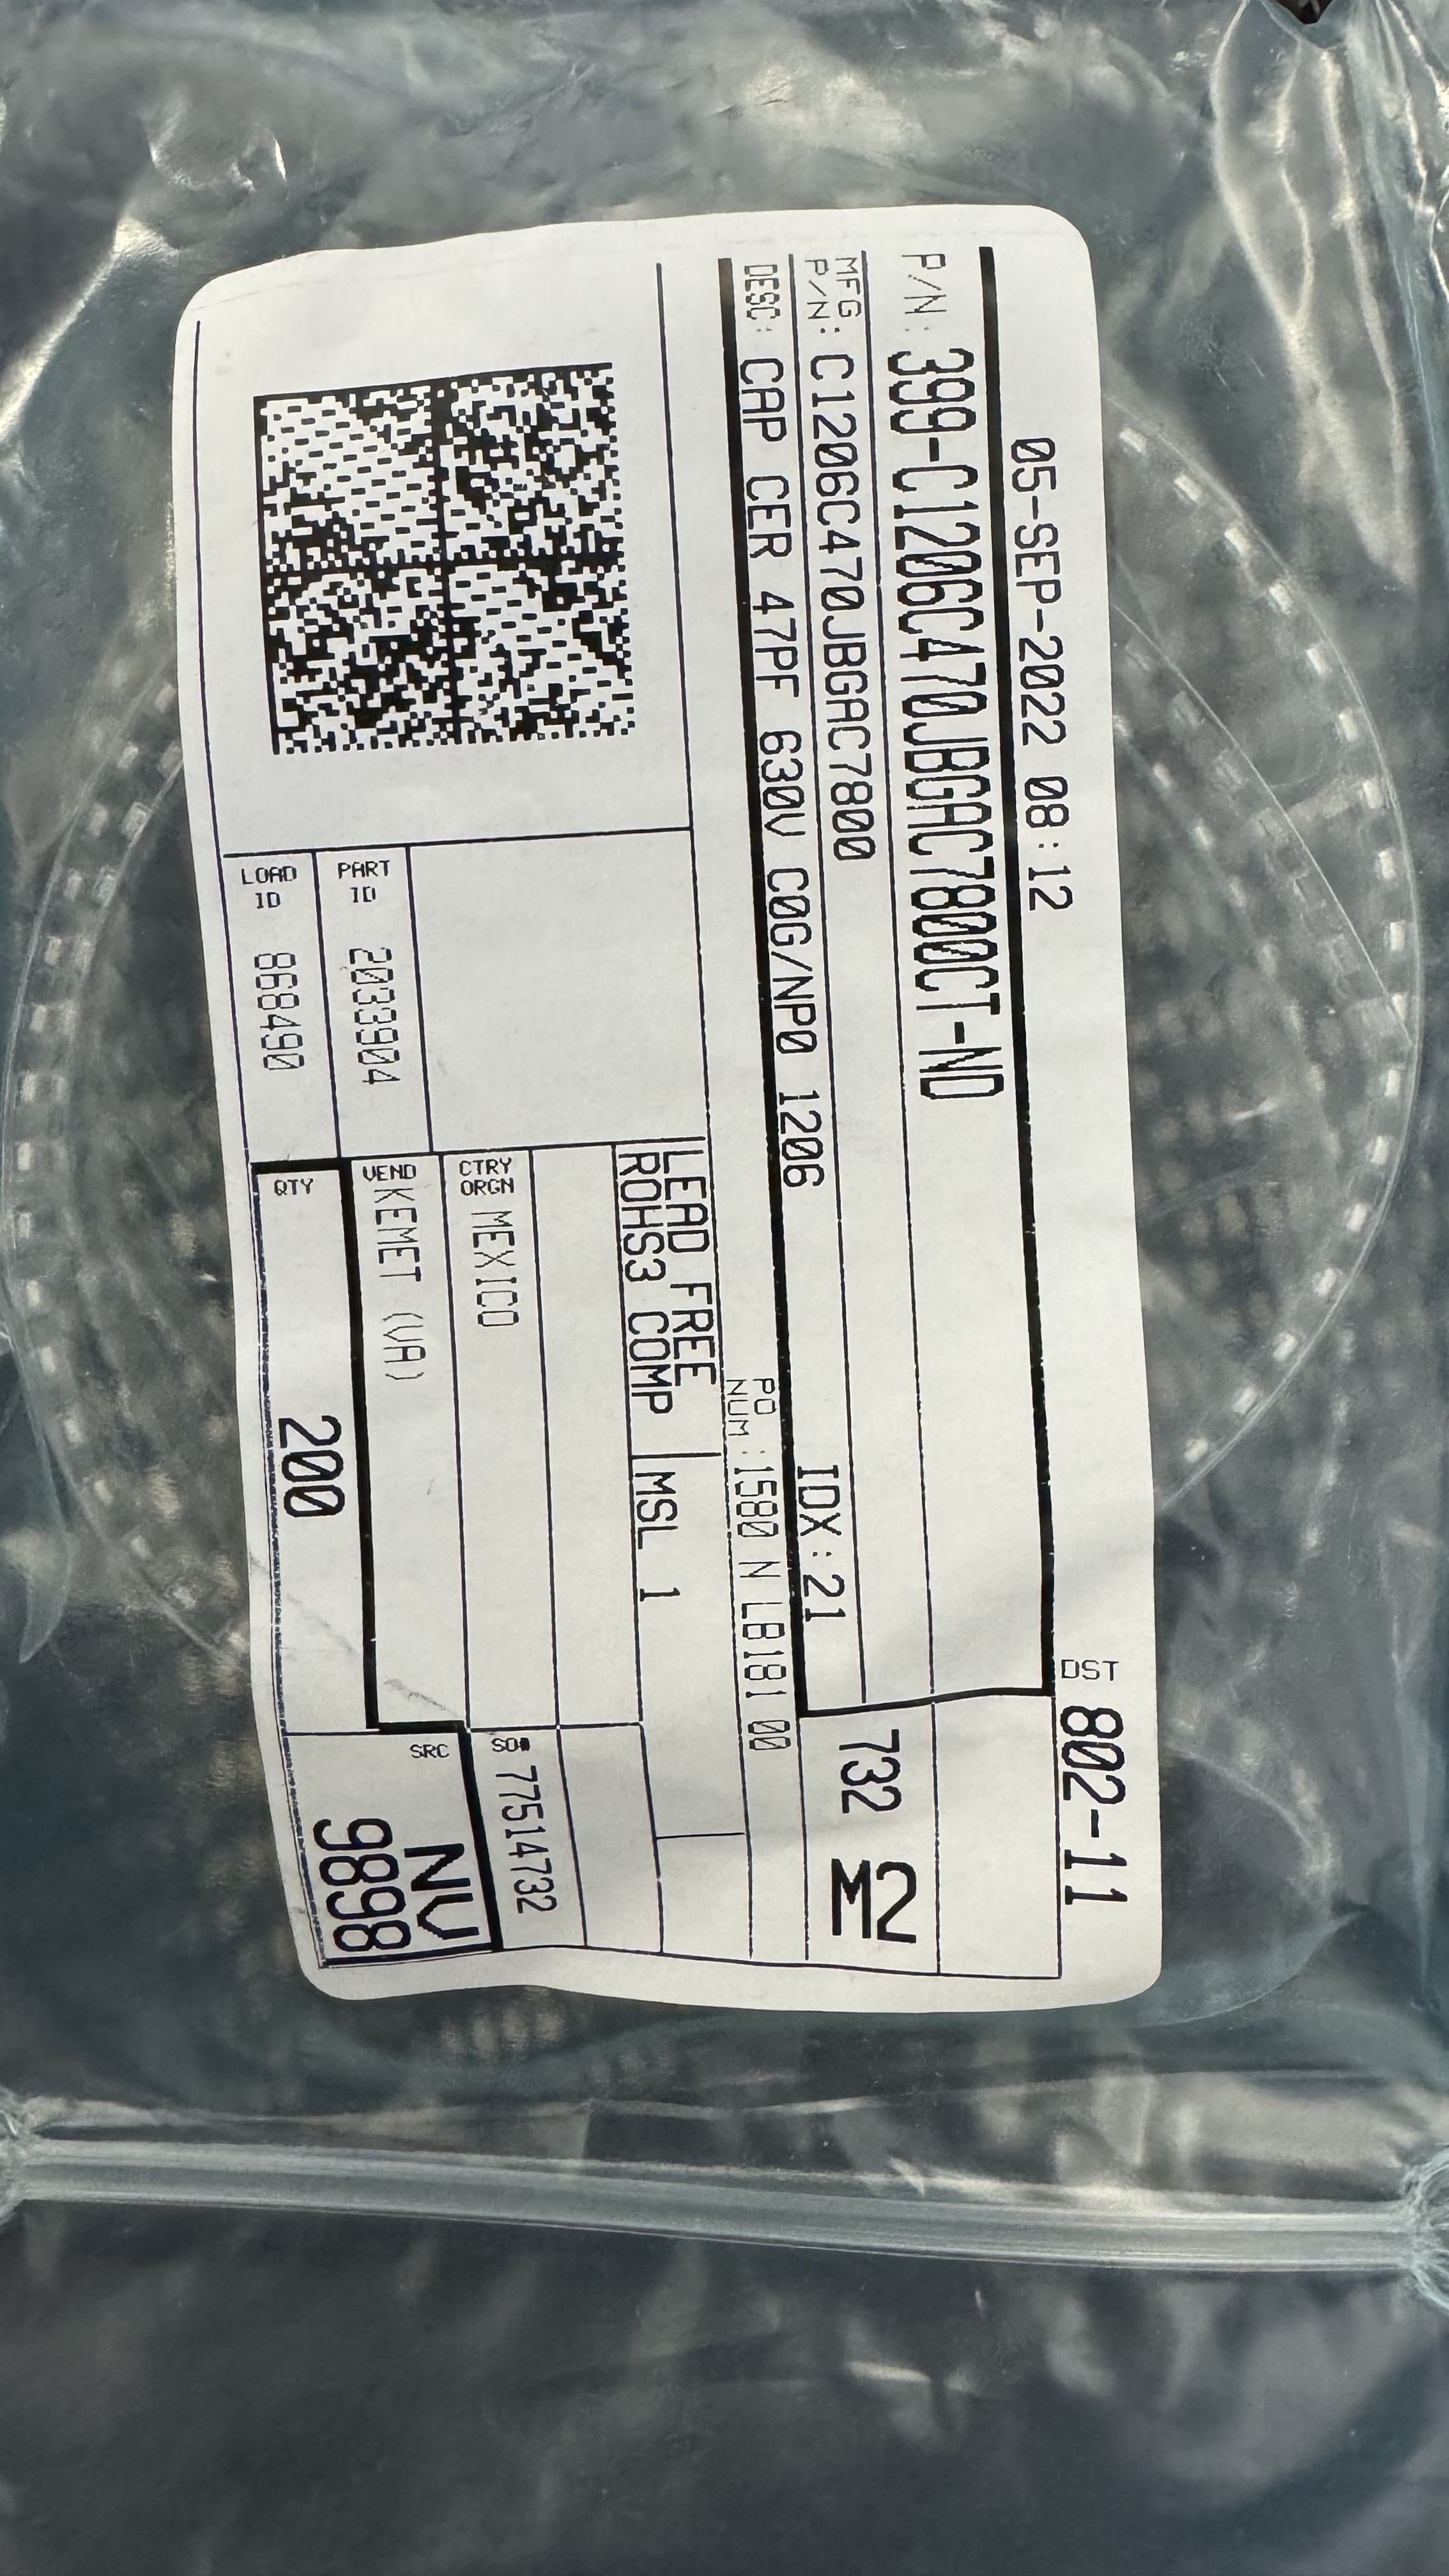 05-SEP-2022 08:12
DST 802-11
P/N: 399-C1206C470JBGAC7800CT-ND
MFG
P/N: C1206C470JBGAC7800
732 M2
DESC: CAP CER 47PF 630V C0G/NP0 1206
IDX:21
PO
NUM: 1580 N LB181 00
LEAD FREE
ROHS3 COMP
MSL 1
CTRY
ORGN MEXICO
SO# 77514732
PART
ID 2033904
VEND KEMET (VA)
LOAD
ID 868490
QTY 200
SRC
NV
9898